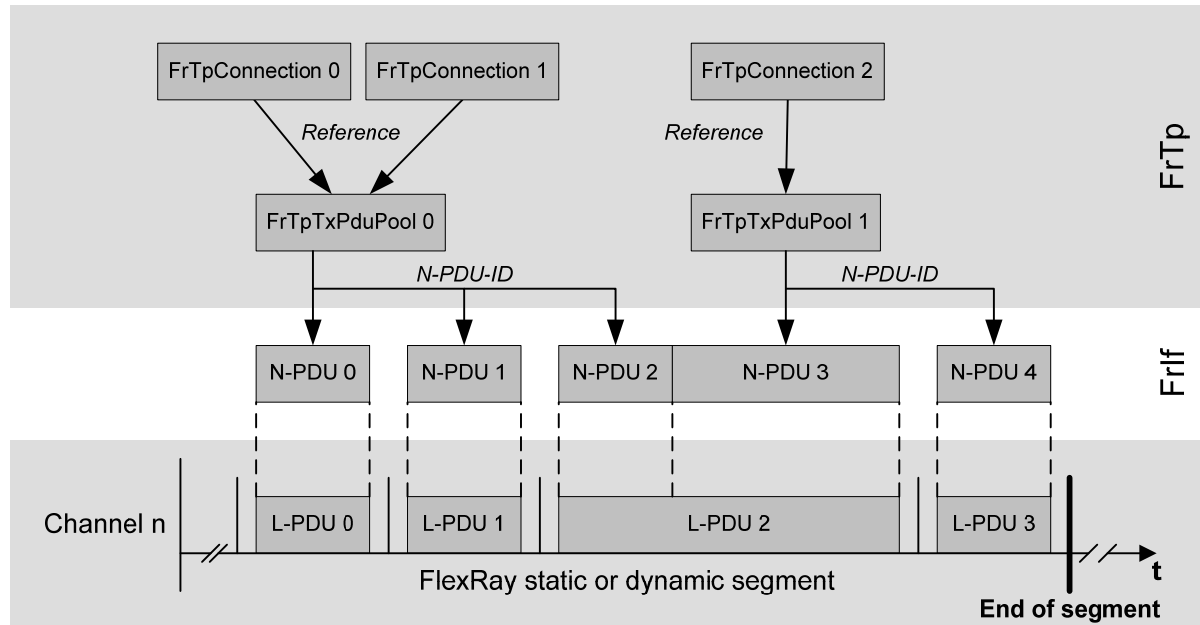 FrTpConnection 0
FrTpConnection 1
FrTpConnection 2
Reference
Reference
FrTp
FrTpTxPduPool 0
FrTpTxPduPool 1
N-PDU-ID
N-PDU-ID
N-PDU 0
N-PDU 1
N-PDU 2
N-PDU 3
N-PDU 4
FrIf
Channel n
L-PDU 0
L-PDU 1
L-PDU 2
L-PDU 3
t
FlexRay static or dynamic segment
End of segment